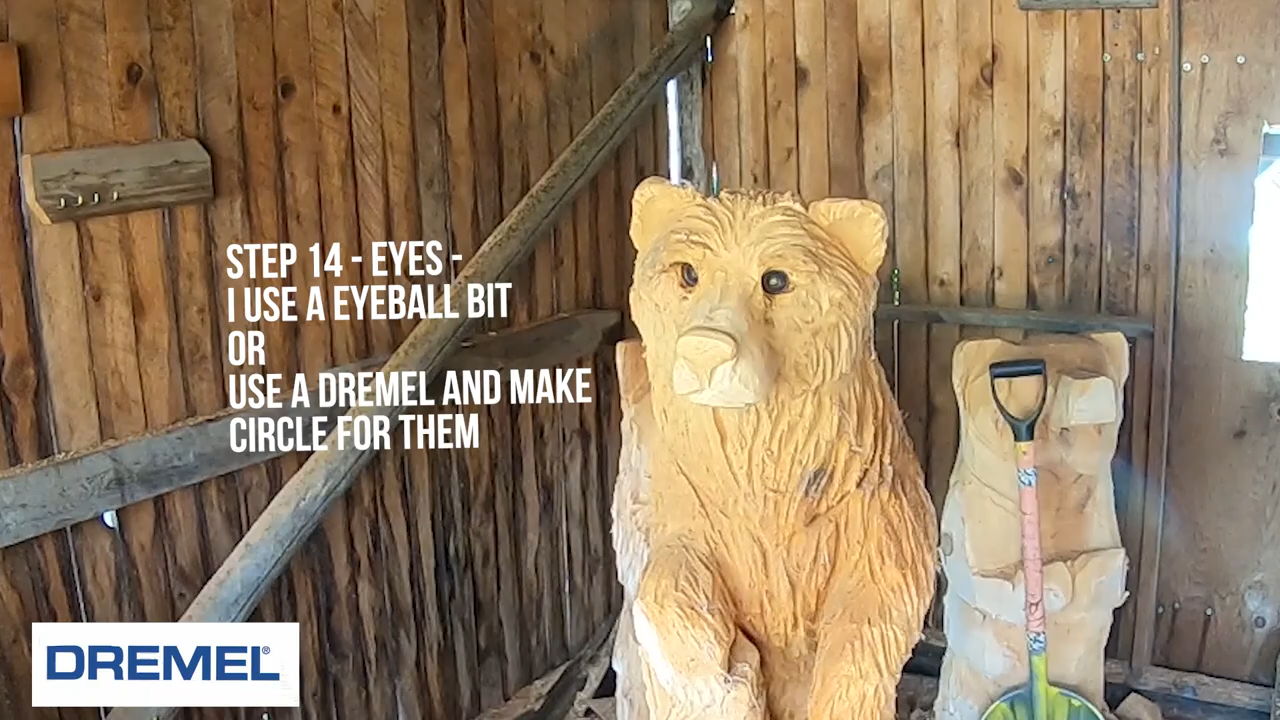 STEP 14 - EYES -
I USE A EYEBALL BIT
OR
USE A DREMEL AND MAKE
CIRCLE FOR THEM
DREMEL®